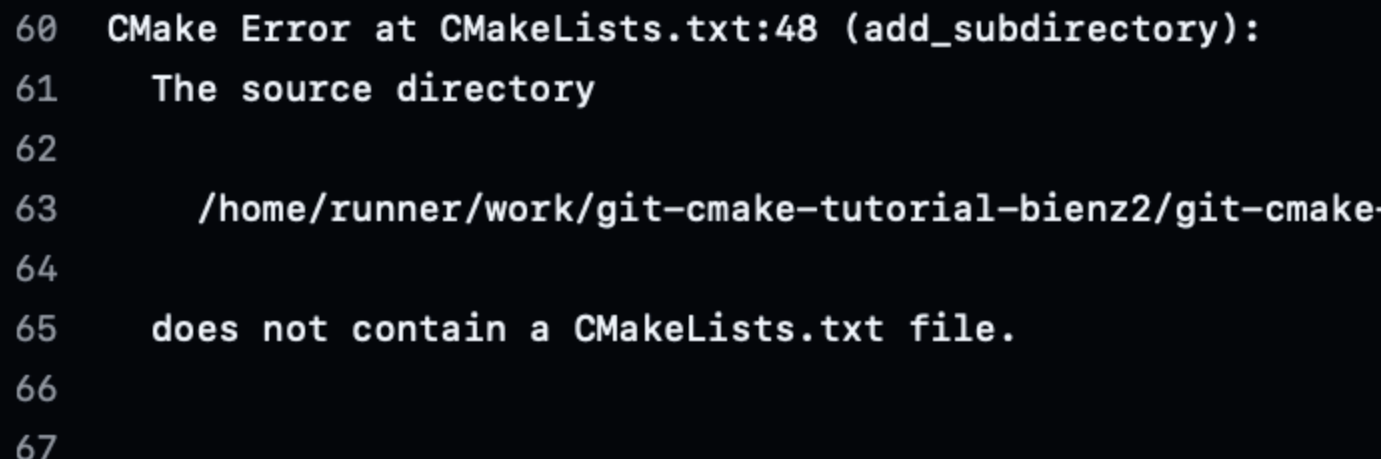 60 CMake Error at CMakeLists.txt:48 (add_subdirectory):
61 The source directory
62
63 /home/runner/work/git-cmake-tutorial-bienz2/git-cmake-
64
65 does not contain a CMakeLists.txt file.
66
67